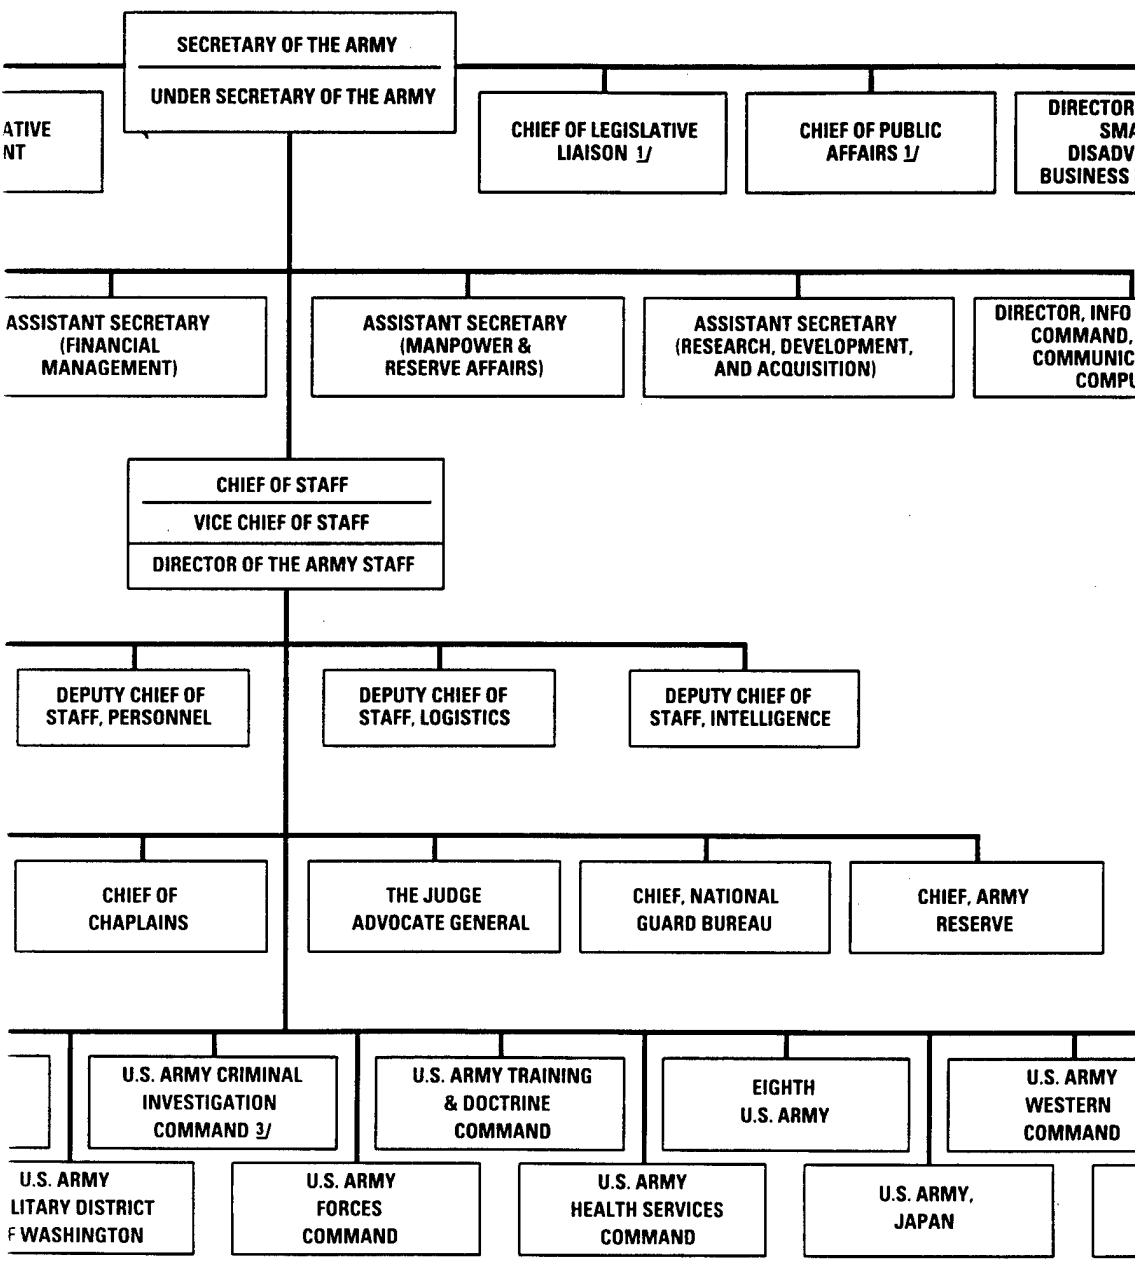 SECRETARY OF THE ARMY
UNDER SECRETARY OF THE ARMY
ATIVE
NT
CHIEF OF LEGISLATIVE
LIAISON 1/
CHIEF OF PUBLIC
AFFAIRS 1/
DIRECTOR
SMA
DISADV
BUSINESS
ASSISTANT SECRETARY
(FINANCIAL
MANAGEMENT)
ASSISTANT SECRETARY
(MANPOWER &
RESERVE AFFAIRS)
ASSISTANT SECRETARY
(RESEARCH, DEVELOPMENT,
AND ACQUISITION)
DIRECTOR, INFO
COMMAND,
COMMUNIC
COMPU
CHIEF OF STAFF
VICE CHIEF OF STAFF
DIRECTOR OF THE ARMY STAFF
DEPUTY CHIEF OF
STAFF, PERSONNEL
DEPUTY CHIEF OF
STAFF, LOGISTICS
DEPUTY CHIEF OF
STAFF, INTELLIGENCE
CHIEF OF
CHAPLAINS
THE JUDGE
ADVOCATE GENERAL
CHIEF, NATIONAL
GUARD BUREAU
CHIEF, ARMY
RESERVE
U.S. ARMY CRIMINAL
INVESTIGATION
COMMAND 3/
U.S. ARMY TRAINING
& DOCTRINE
COMMAND
EIGHTH
U.S. ARMY
U.S. ARMY
WESTERN
COMMAND
U.S. ARMY
LITARY DISTRICT
F WASHINGTON
U.S. ARMY
FORCES
COMMAND
U.S. ARMY
HEALTH SERVICES
COMMAND
U.S. ARMY,
JAPAN